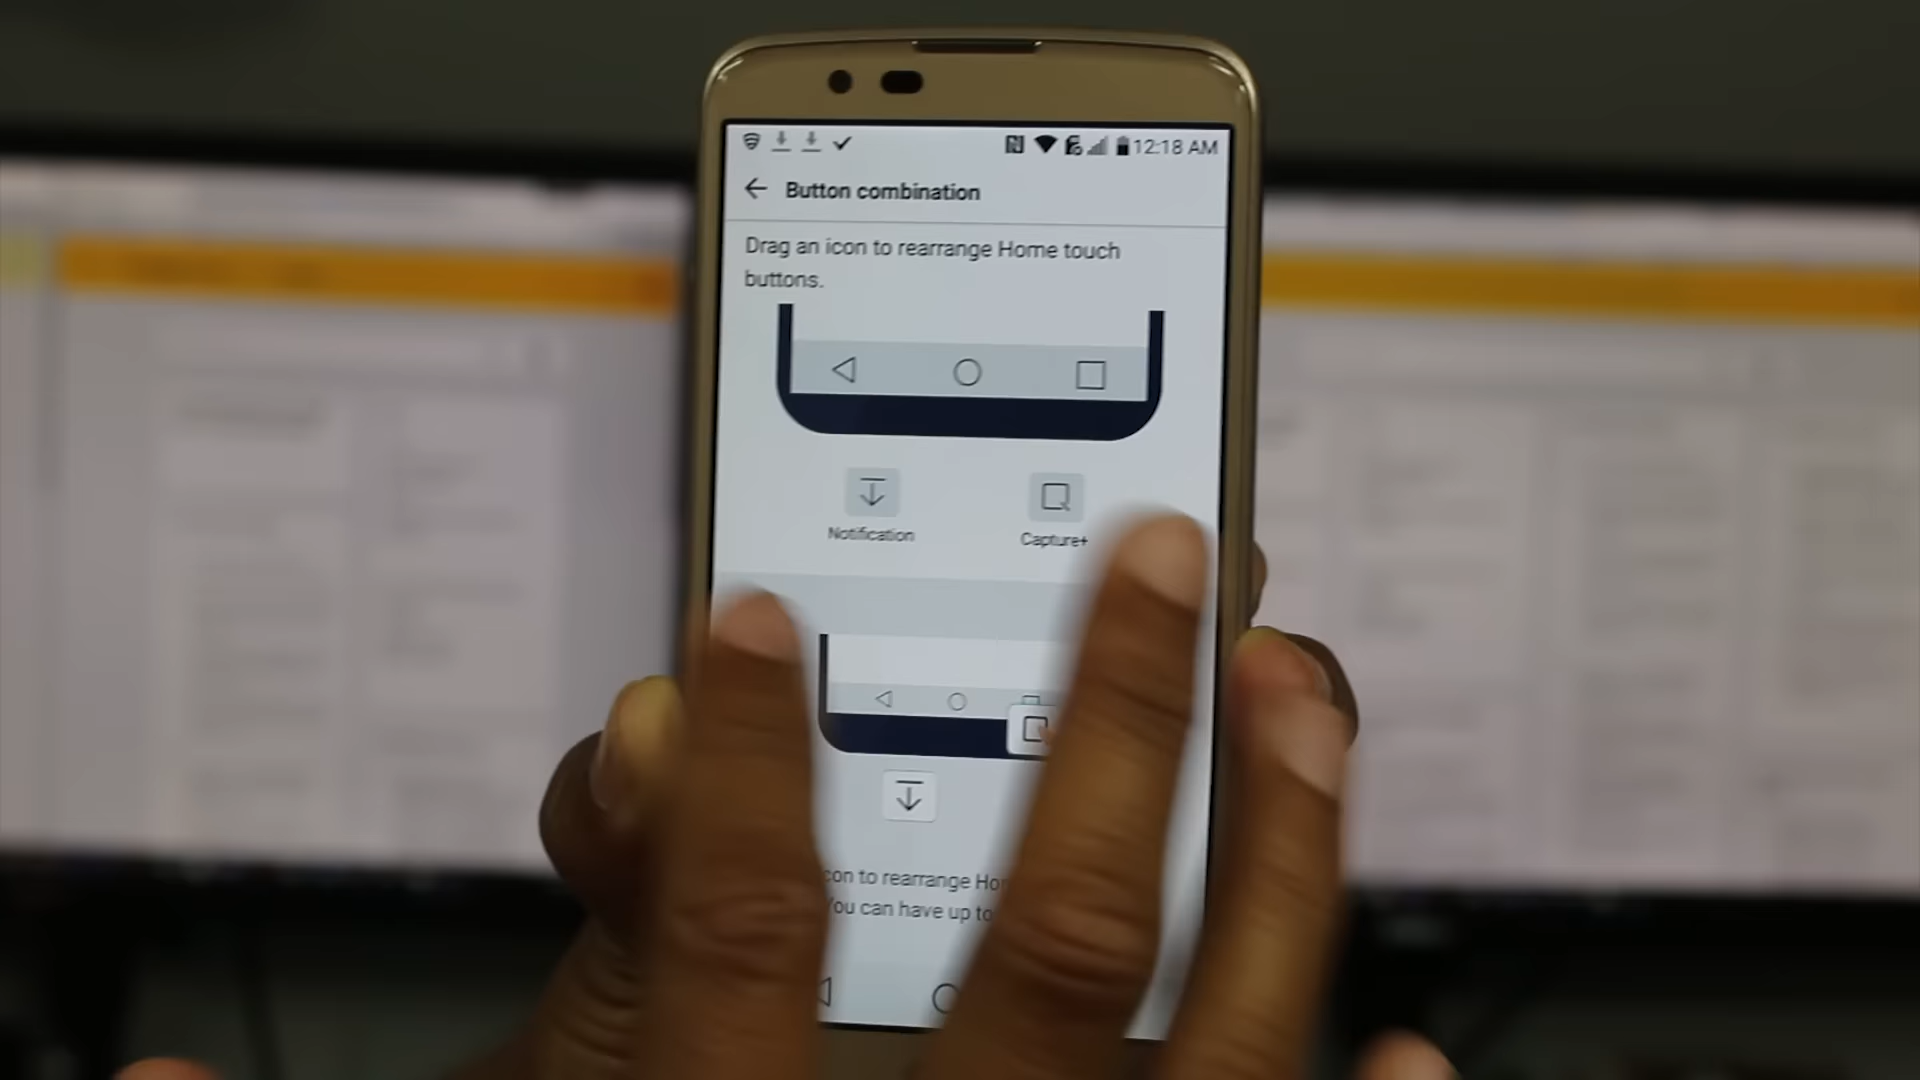 12:18 AM
Button combination
Drag an icon to rearrange Home touch
buttons.
Notification
Capture+
con to rearrange Ho
You can have up to